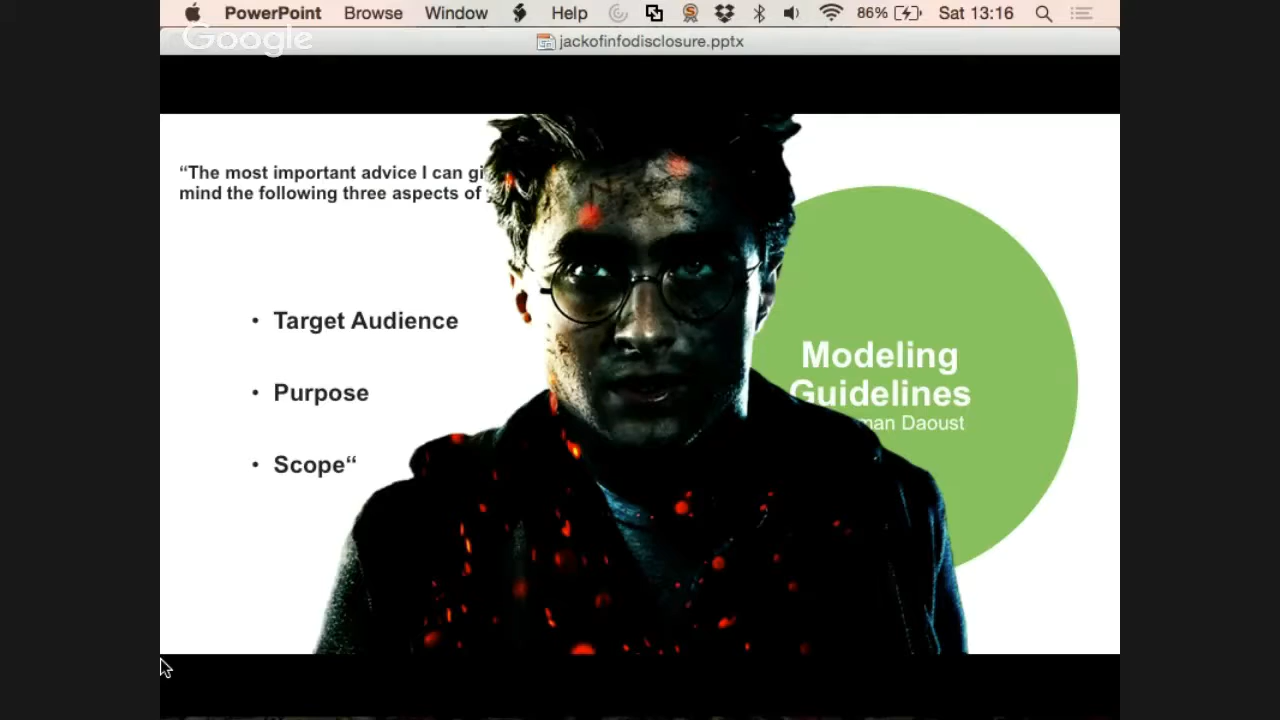 PowerPoint Browse Window Help 86% Sat 13:16
Google
jackofinfodisclosure.pptx
“The most important advice I can gi
mind the following three aspects of
• Target Audience
• Purpose
• Scope“
Modeling
Guidelines
man Daoust